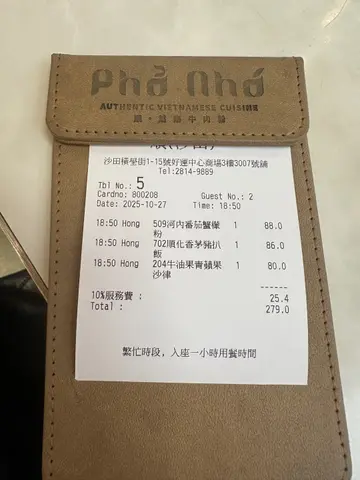 Phở Nhớ
AUTHENTIC VIETNAMESE CUISINE
順(沙田)
沙田橫壆街1-15號好運中心商場3樓3007號舖
Tel:2814-9889
Tbl No.: 5
Cardno: 800208 Guest No.: 2
Date: 2025-10-27 Time: 18:50
18:50 Hong 509河內番茄蟹檬 1 88.0
粉
18:50 Hong 702順化香茅豬扒 1 86.0
飯
18:50 Hong 204牛油果青蘋果 1 80.0
沙律
------
10%服務費 ; 25.4
Total : 279.0
繁忙時段，入座一小時用餐時間